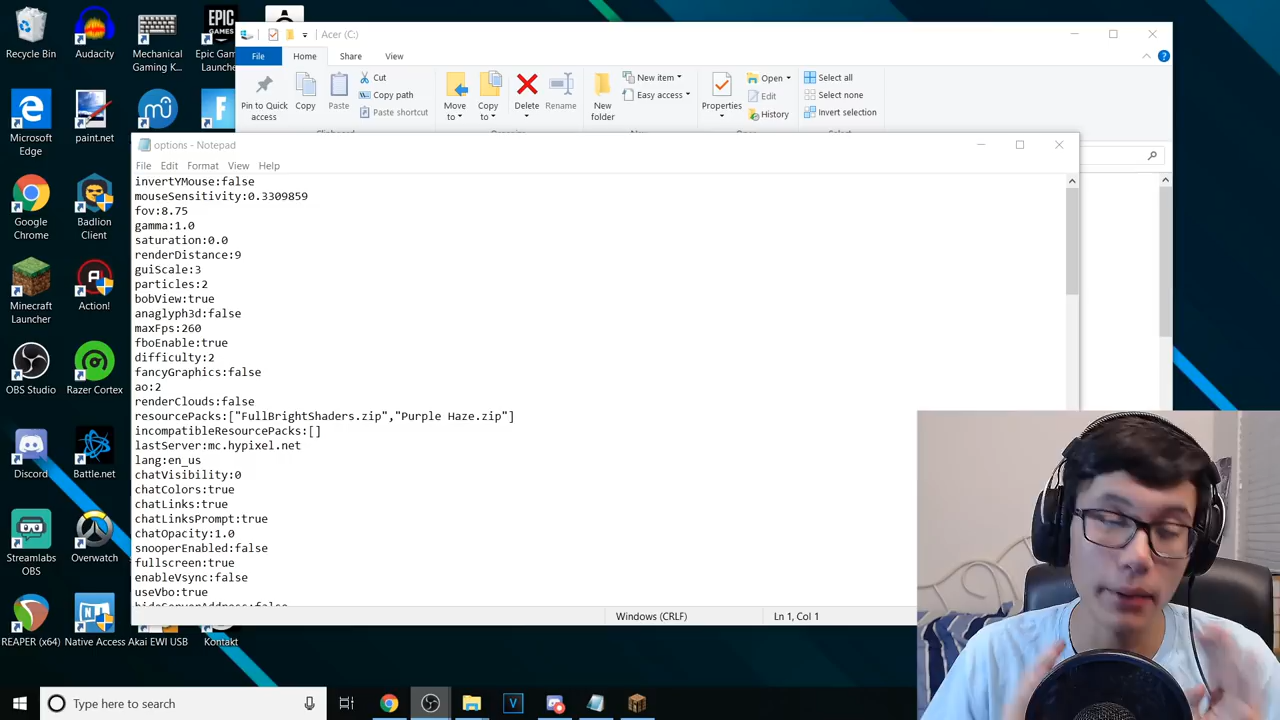 EPIC
GAMES
Acer (C:)
File Home Share View
Recycle Bin
Audacity
Mechanical
Gaming K...
Epic Gam
Launche
Pin to Quick
access
Copy
Paste
Cut
Copy path
Paste shortcut
Move
to
Copy
to
Delete
Rename
New
folder
New item
Easy access
Properties
Open
Edit
History
Select all
Select none
Invert selection
Microsoft
Edge
paint.net
options - Notepad
File Edit Format View Help
invertYMouse:false
mouseSensitivity:0.3309859
fov:8.75
gamma:1.0
saturation:0.0
renderDistance:9
guiScale:3
particles:2
bobView:true
anaglyph3d:false
maxFps:260
fboEnable:true
difficulty:2
fancyGraphics:false
ao:2
renderClouds:false
resourcePacks:["FullBrightShaders.zip","Purple Haze.zip"]
incompatibleResourcePacks:[]
lastServer:mc.hypixel.net
lang:en_us
chatVisibility:0
chatColors:true
chatLinks:true
chatLinksPrompt:true
chatOpacity:1.0
snooperEnabled:false
fullscreen:true
enableVsync:false
useVbo:true
hideServerAddress:false
Windows (CRLF) Ln 1, Col 1
Google
Chrome
Badlion
Client
Minecraft
Launcher
Action!
OBS Studio
Razer Cortex
Discord
Battle.net
Streamlabs
OBS
Overwatch
REAPER (x64)
Native Access
Akai EWI USB
Kontakt
Type here to search